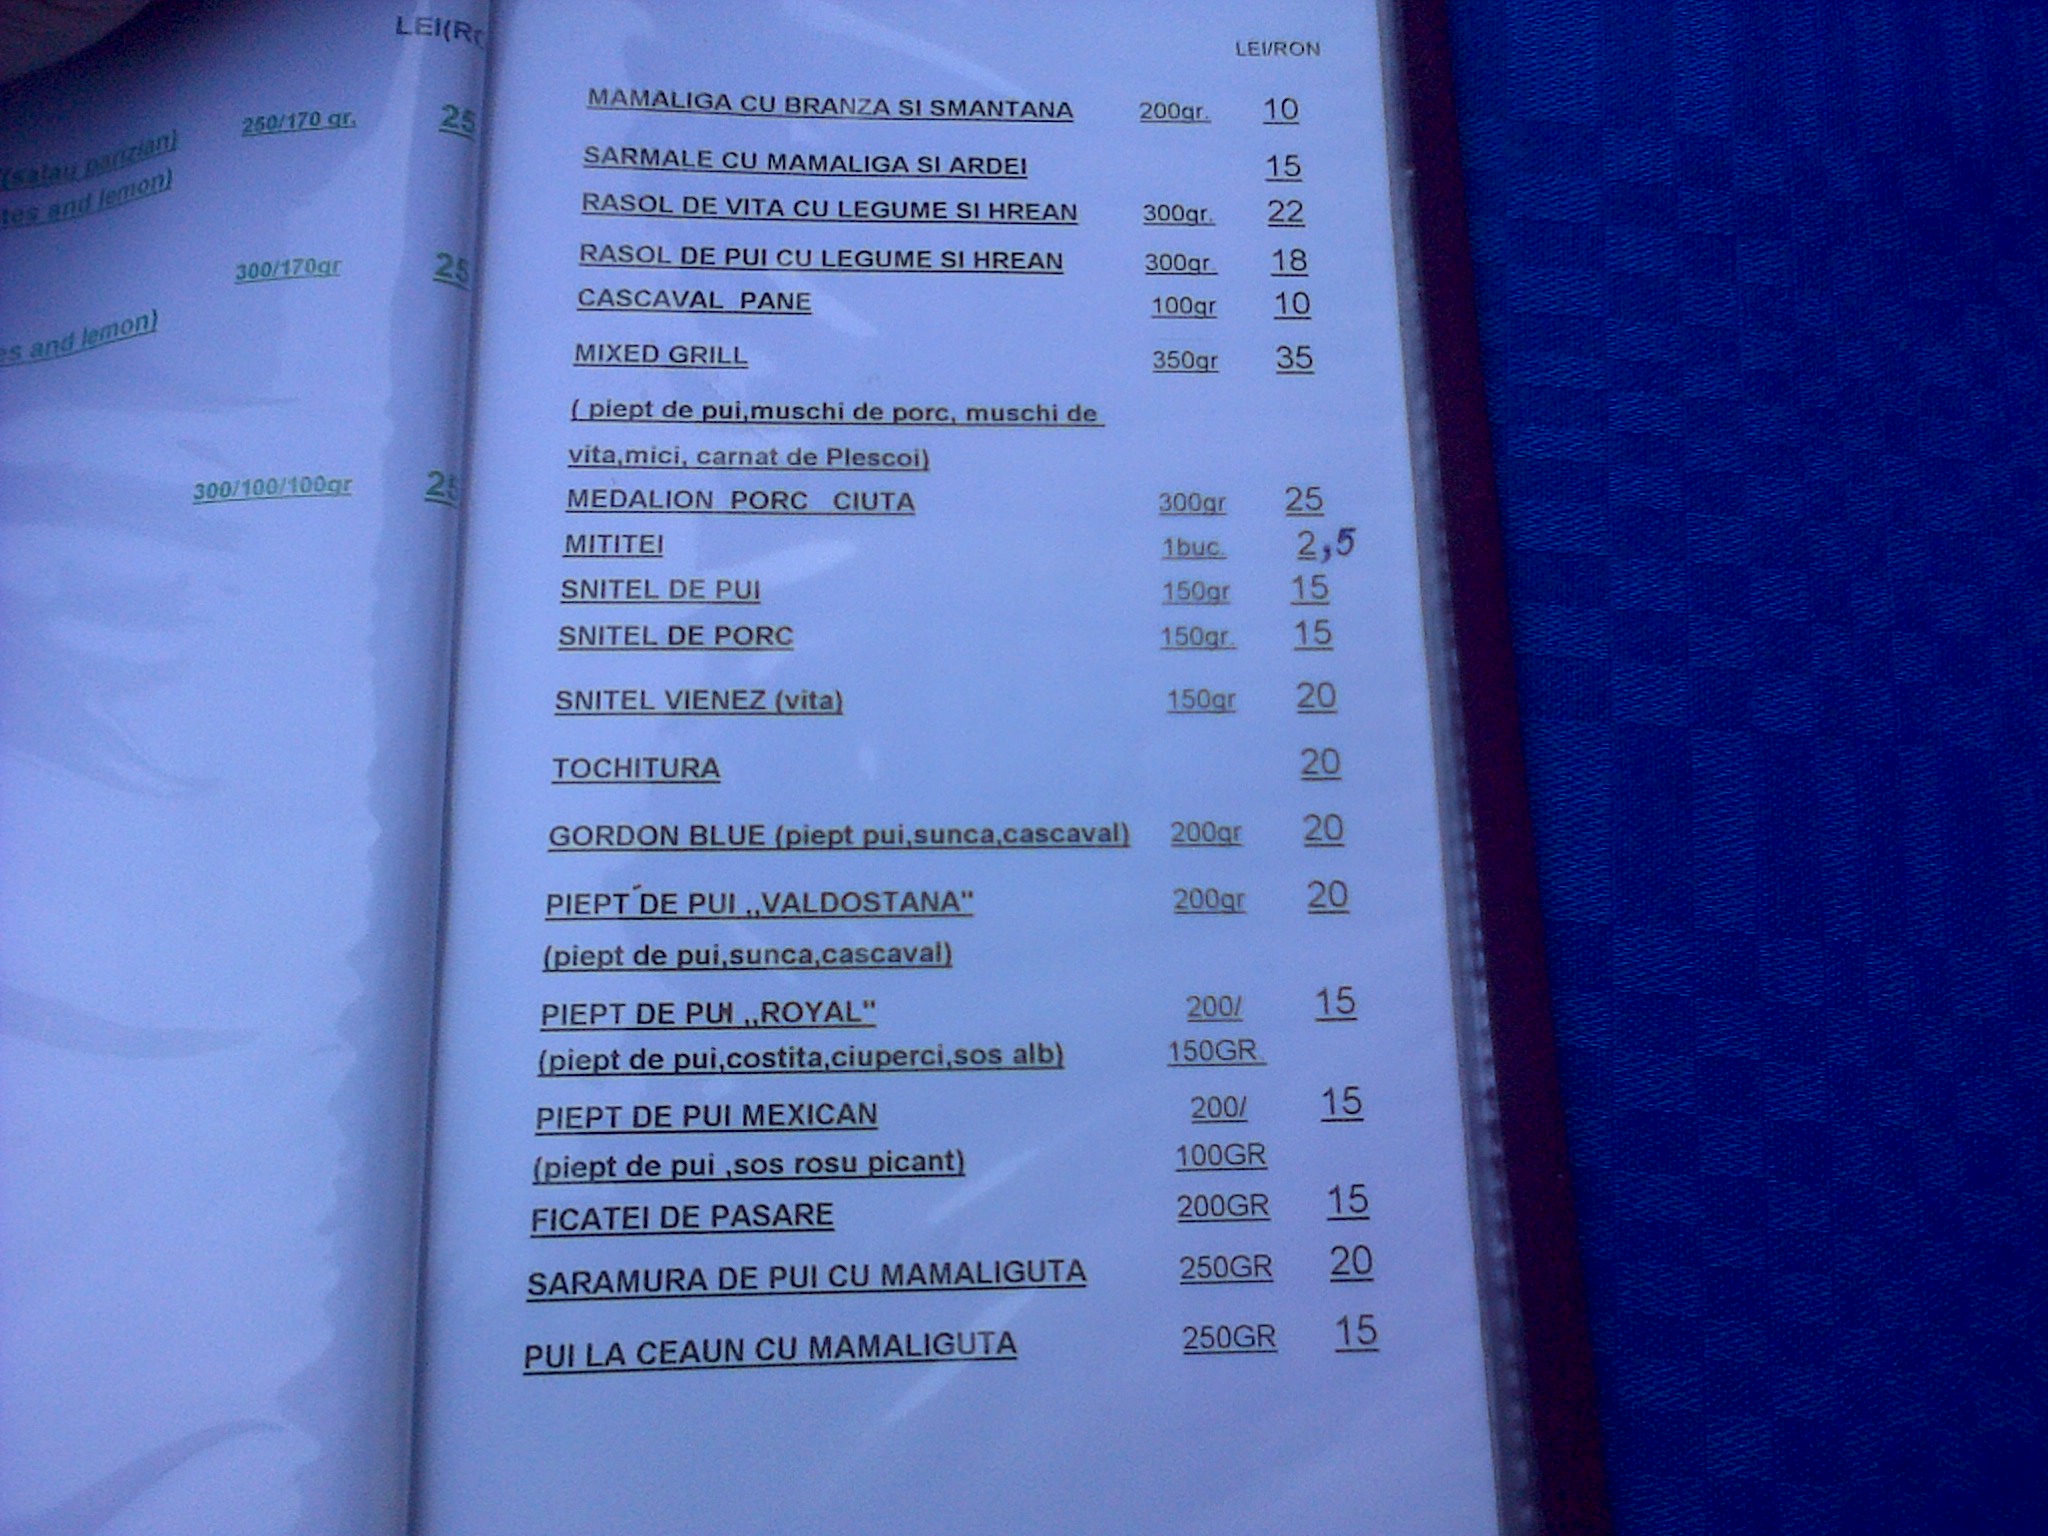 LEI(R
250/170 gr. 25
(salau parizian)
and lemon)
300/170gr 25
and lemon)
300/100/100gr 25
LEI/RON
MAMALIGA CU BRANZA SI SMANTANA 200gr. 10
SARMALE CU MAMALIGA SI ARDEI 15
RASOL DE VITA CU LEGUME SI HREAN 300gr. 22
RASOL DE PUI CU LEGUME SI HREAN 300gr. 18
CASCAVAL PANE 100gr 10
MIXED GRILL 350gr 35
( piept de pui,muschi de porc, muschi de
vita,mici, carnat de Plescoi)
MEDALION PORC CIUTA 300gr 25
MITITEI 1buc. 2,5
SNITEL DE PUI 150gr 15
SNITEL DE PORC 150gr. 15
SNITEL VIENEZ (vita) 150gr 20
TOCHITURA 20
GORDON BLUE (piept pui,sunca,cascaval) 200gr 20
PIEPT DE PUI ,,VALDOSTANA" 200gr 20
(piept de pui,sunca,cascaval)
PIEPT DE PUI ,,ROYAL" 200/ 15
(piept de pui,costita,ciuperci,sos alb) 150GR.
PIEPT DE PUI MEXICAN 200/ 15
(piept de pui ,sos rosu picant) 100GR
FICATEI DE PASARE 200GR 15
SARAMURA DE PUI CU MAMALIGUTA 250GR 20
PUI LA CEAUN CU MAMALIGUTA 250GR 15